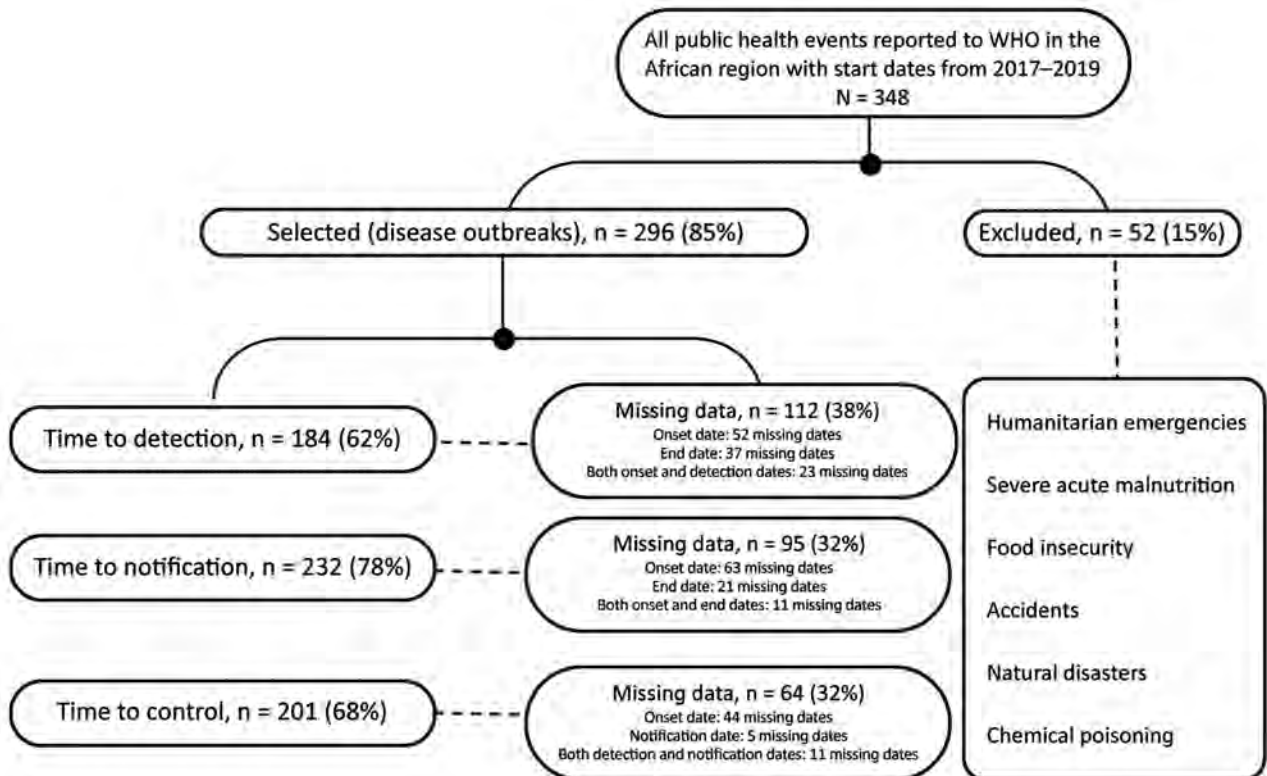 All public health events reported to WHO in the
African region with start dates from 2017–2019
N = 348
Selected (disease outbreaks), n = 296 (85%)
Excluded, n = 52 (15%)
Time to detection, n = 184 (62%)
Missing data, n = 112 (38%)
Onset date: 52 missing dates
End date: 37 missing dates
Both onset and detection dates: 23 missing dates
Time to notification, n = 232 (78%)
Missing data, n = 95 (32%)
Onset date: 63 missing dates
End date: 21 missing dates
Both onset and end dates: 11 missing dates
Time to control, n = 201 (68%)
Missing data, n = 64 (32%)
Onset date: 44 missing dates
Notification date: 5 missing dates
Both detection and notification dates: 11 missing dates
Humanitarian emergencies
Severe acute malnutrition
Food insecurity
Accidents
Natural disasters
Chemical poisoning